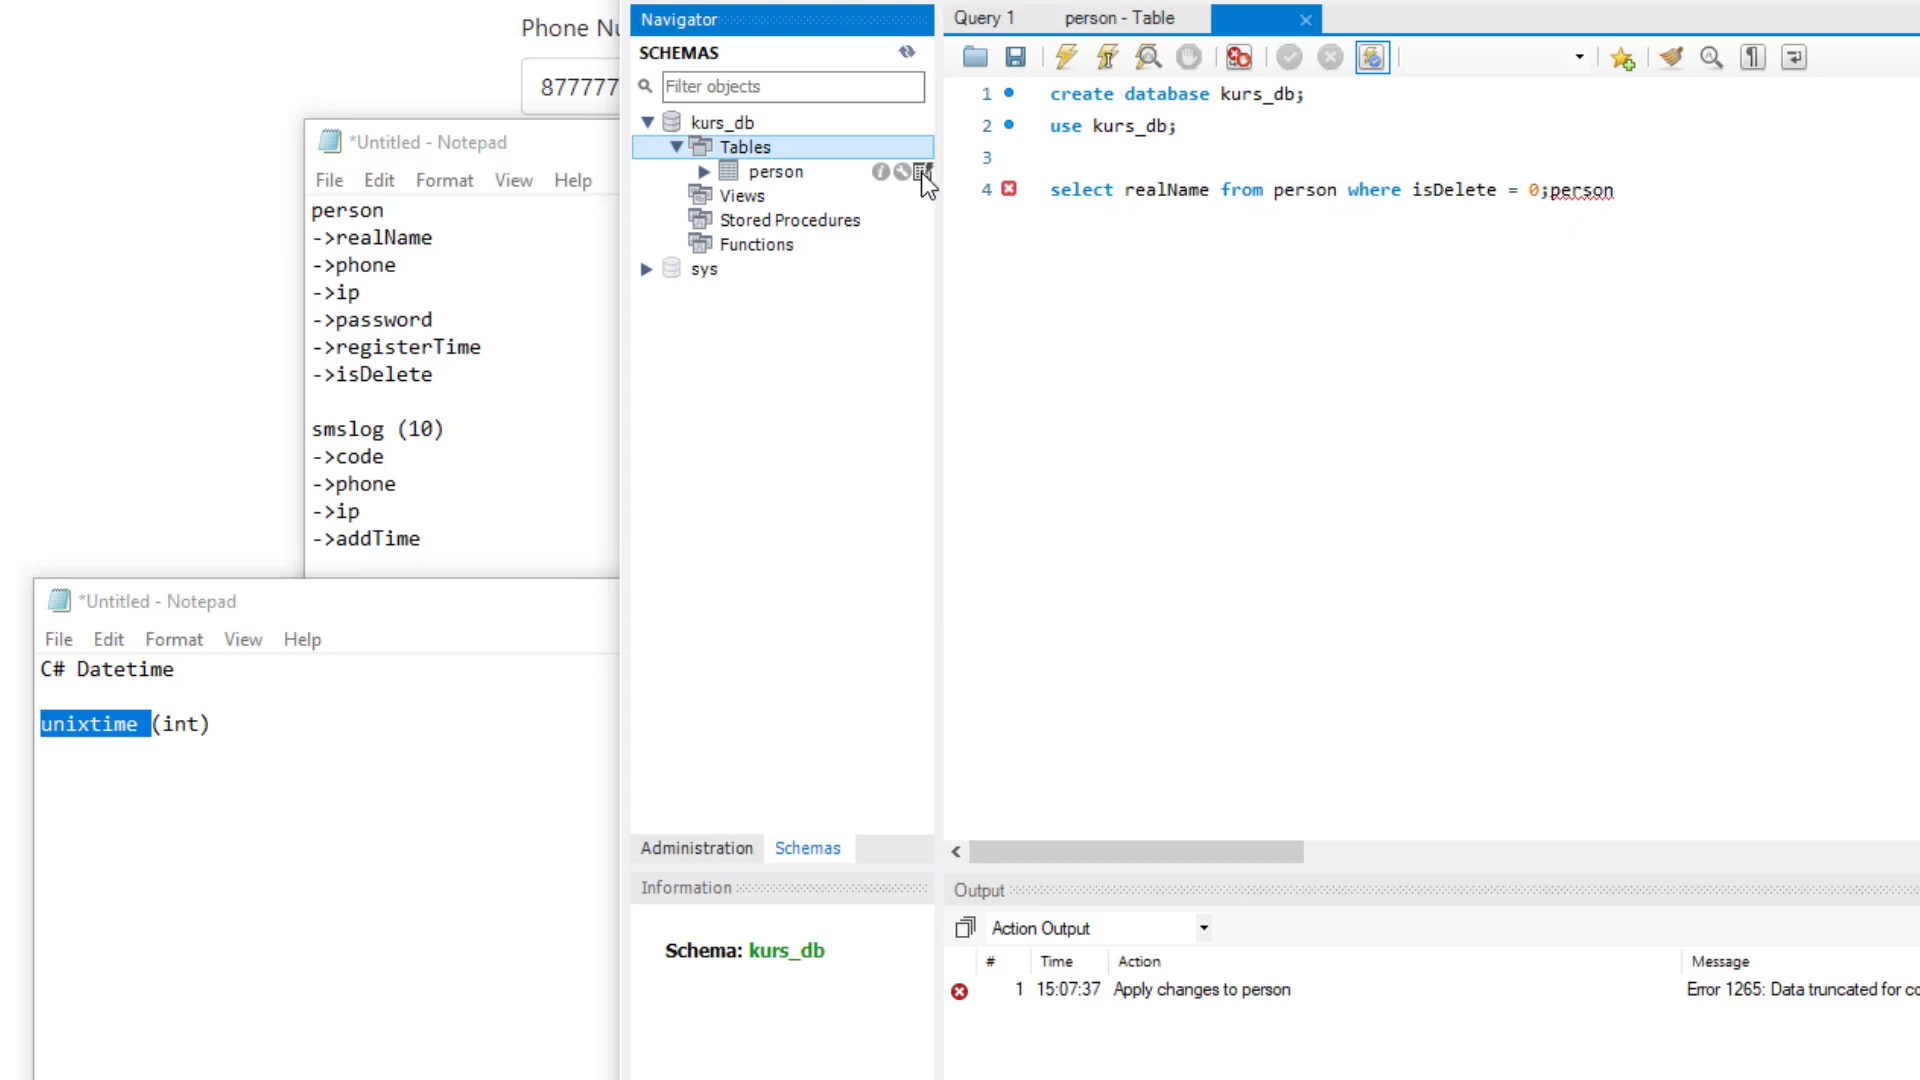 Phone Nu
877777
*Untitled - Notepad
File Edit Format View Help
person
->realName
->phone
->ip
->password
->registerTime
->isDelete
smslog (10)
->code
->phone
->ip
->addTime
*Untitled - Notepad
File Edit Format View Help
C# Datetime
unixtime (int)
Navigator
SCHEMAS
Filter objects
kurs_db
Tables
person
Views
Stored Procedures
Functions
sys
Administration Schemas
Information
Schema: kurs_db
Query 1 person - Table
1 create database kurs_db;
2 use kurs_db;
3
4 select realName from person where isDelete = 0;person
Output
Action Output
# Time Action Message
1 15:07:37 Apply changes to person Error 1265: Data truncated for co